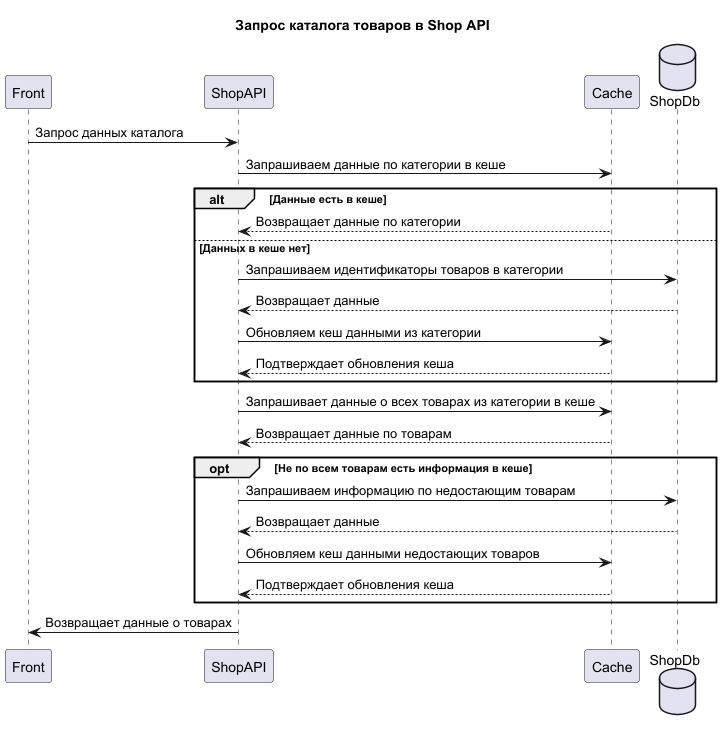 Запрос каталога товаров в Shop API
Front
ShopAPI
Cache
ShopDb
Запрос данных каталога
Запрашиваем данные по категории в кеше
alt
[Данные есть в кеше]
Возвращает данные по категории
[Данных в кеше нет]
Запрашиваем идентификаторы товаров в категории
Возвращает данные
Обновляем кеш данными из категории
Подтверждает обновления кеша
Запрашивает данные о всех товарах из категории в кеше
Возвращает данные по товарам
opt
[Не по всем товарам есть информация в кеше]
Запрашиваем информацию по недостающим товарам
Возвращает данные
Обновляем кеш данными недостающих товаров
Подтверждает обновления кеша
Возвращает данные о товарах
Front
ShopAPI
Cache
ShopDb